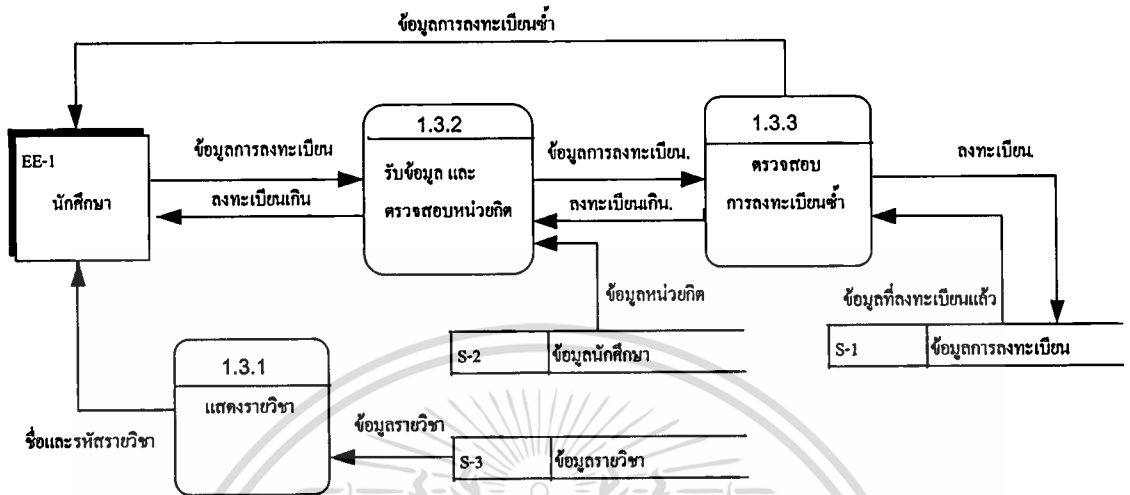 ข้อมูลการลงทะเบียนซ้ำ
EE-1
นักศึกษา
ข้อมูลการลงทะเบียน
ลงทะเบียนเกิน
1.3.2
รับข้อมูล และ
ตรวจสอบหน่วยกิต
ข้อมูลการลงทะเบียน.
ลงทะเบียนเกิน.
1.3.3
ตรวจสอบ
การลงทะเบียนซ้ำ
ลงทะเบียน.
ข้อมูลหน่วยกิต
ข้อมูลที่ลงทะเบียนแล้ว
S-2
ข้อมูลนักศึกษา
S-1
ข้อมูลการลงทะเบียน
1.3.1
แสดงรายวิชา
ชื่อและรหัสรายวิชา
ข้อมูลรายวิชา
S-3
ข้อมูลรายวิชา